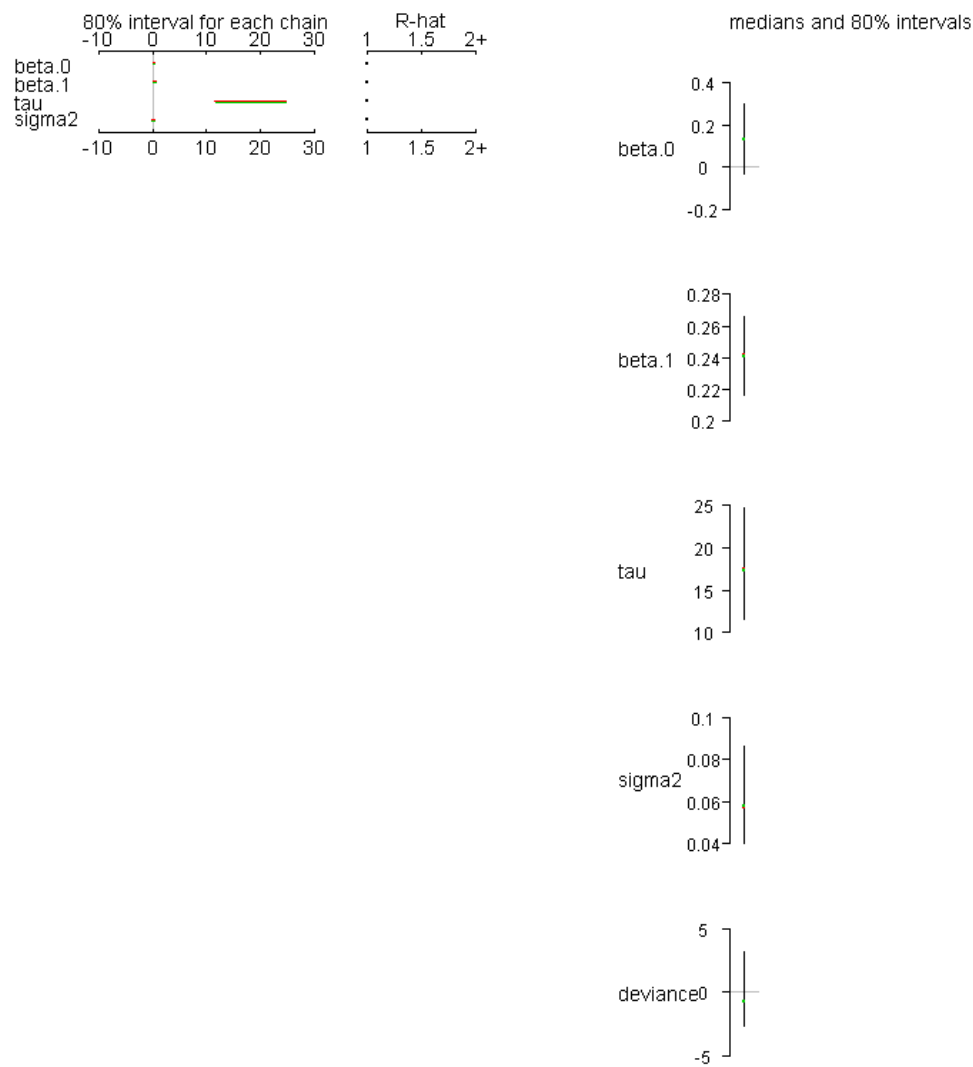 80% interval for each chain R-hat
-10 0 10 20 30 1 1.5 2+
beta.0
beta.1
tau
sigma2
-10 0 10 20 30 1 1.5 2+
medians and 80% intervals
0.4
0.2
beta.0
0
-0.2
0.28
0.26
beta.1 0.24
0.22
0.2
25
20
tau
15
10
0.1
0.08
sigma2
0.06
0.04
5
deviance0
-5